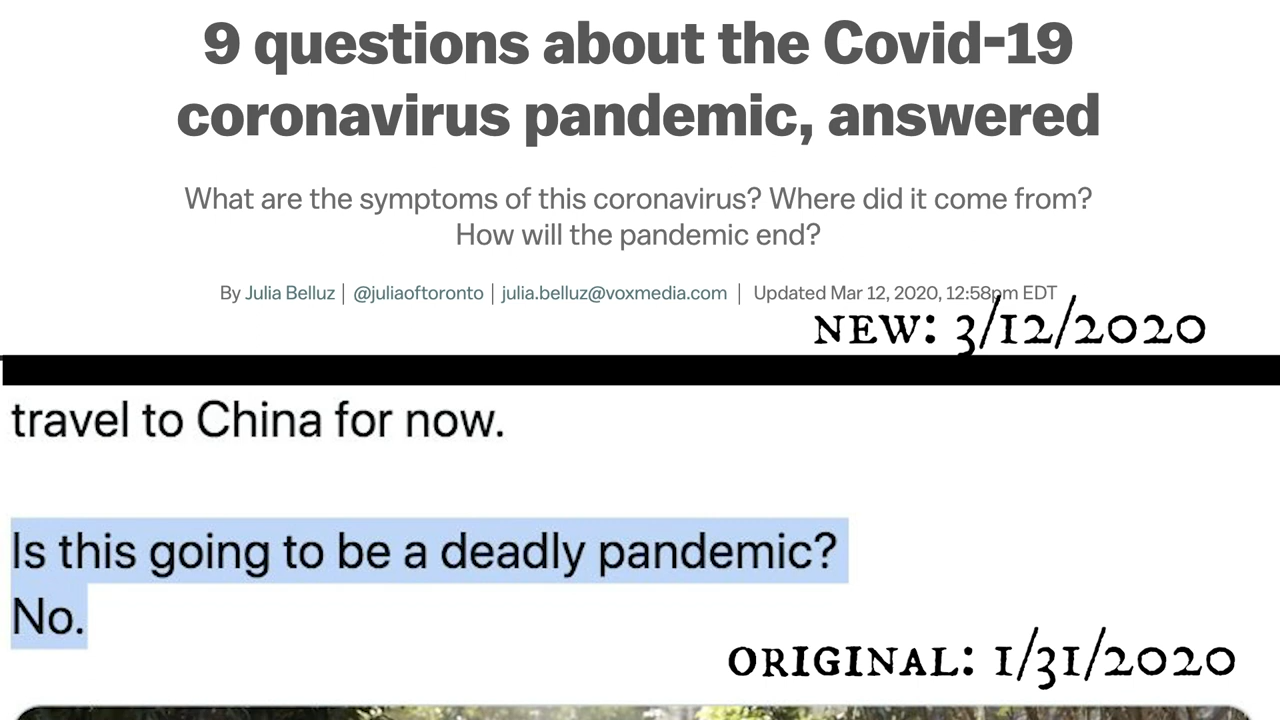 9 questions about the Covid-19
coronavirus pandemic, answered
What are the symptoms of this coronavirus? Where did it come from?
How will the pandemic end?
By Julia Belluz | @juliaoftoronto | julia.belluz@voxmedia.com | Updated Mar 12, 2020, 12:58pm EDT
NEW: 3/12/2020
travel to China for now.
Is this going to be a deadly pandemic?
No.
ORIGINAL: 1/31/2020